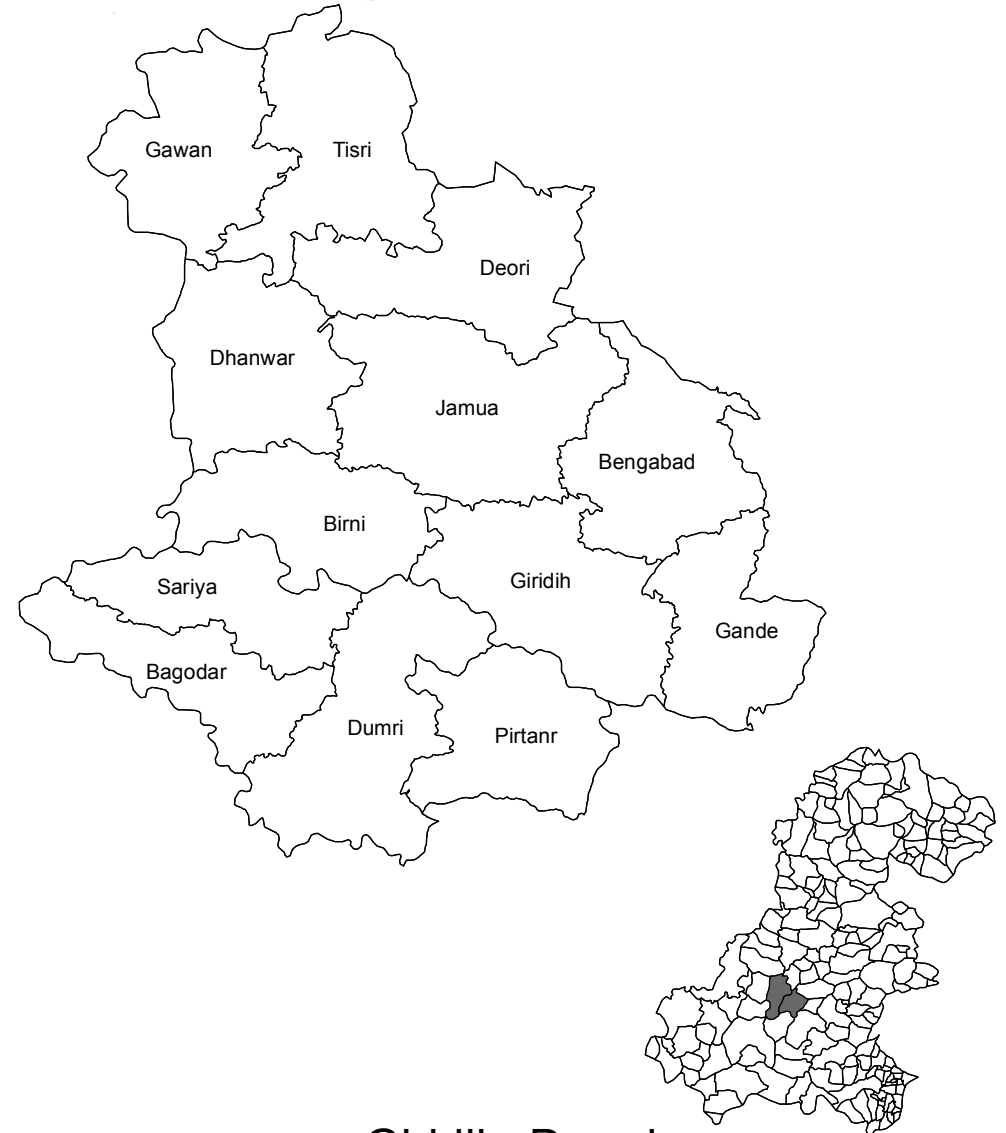 Gawan
Tisri
Deori
Dhanwar
Jamua
Bengabad
Birni
Giridih
Sariya
Gande
Bagodar
Dumri
Pirtanr